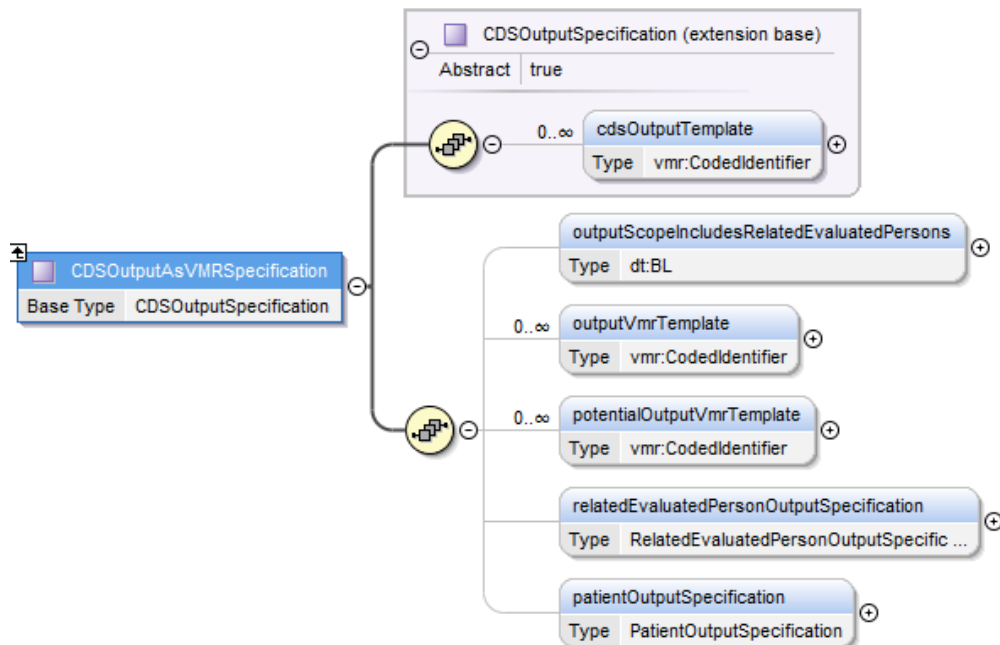 CDSOutputSpecification (extension base)
Abstract true
0..∞ cdsOutputTemplate
Type vmr:CodedIdentifier
CDSOutputAsVMRSpecification
Base Type CDSOutputSpecification
outputScopeIncludesRelatedEvaluatedPersons
Type dt:BL
0..∞ outputVmrTemplate
Type vmr:CodedIdentifier
0..∞ potentialOutputVmrTemplate
Type vmr:CodedIdentifier
relatedEvaluatedPersonOutputSpecification
Type RelatedEvaluatedPersonOutputSpecific ...
patientOutputSpecification
Type PatientOutputSpecification